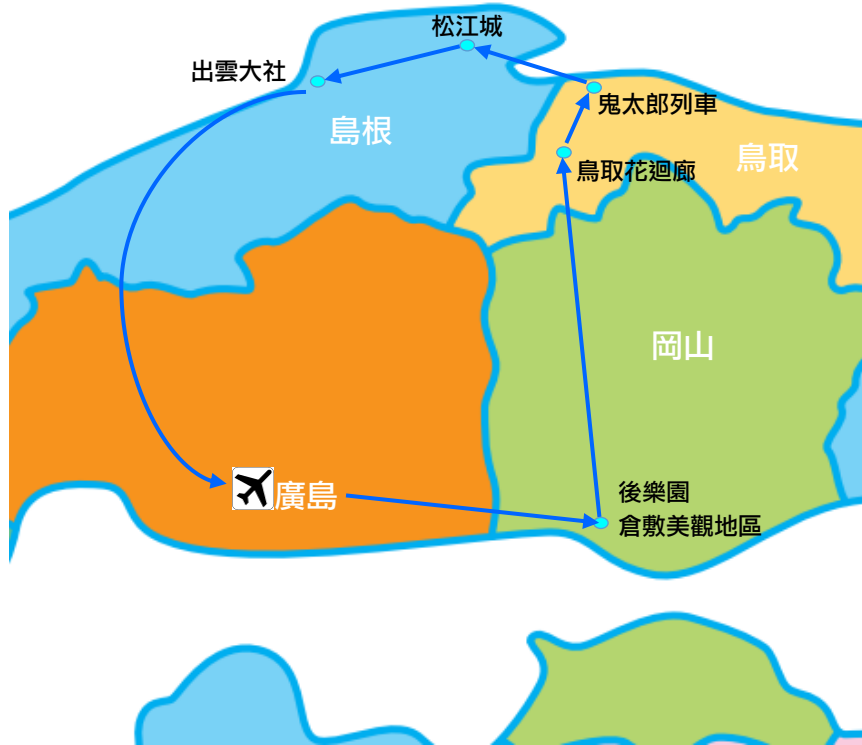 松江城
出雲大社
鬼太郎列車
島根
鳥取
鳥取花迴廊
岡山
後樂園
廣島
倉敷美觀地區